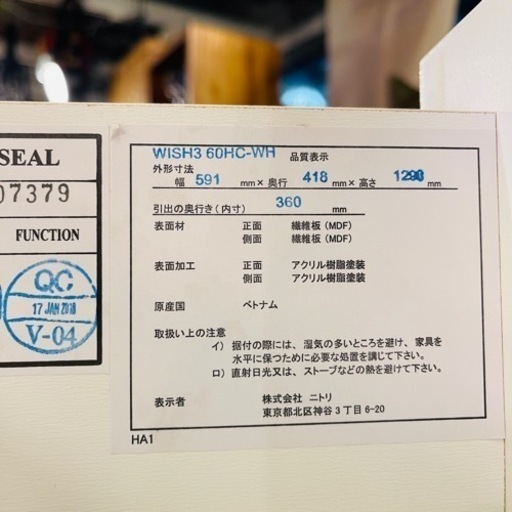 SEAL
07379
FUNCTION
QC
17 JAN 2018
V-04
WISH3 60HC-WH 品質表示
外形寸法
幅 591 mm× 奥行 418 mm× 高さ 1290 mm
引出の奥行き(内寸) 360 mm
表面材 正面 繊維板 (MDF)
側面 繊維板 (MDF)
表面加工 正面 アクリル樹脂塗装
側面 アクリル樹脂塗装
原産国 ベトナム
取扱い上の注意
イ) 据付の際には、湿気の多いところを避け、家具を
水平に保つために必要な処置を講じて下さい。
ロ) 直射日光又は、ストーブなどの熱を避けて下さい。
表示者 株式会社 ニトリ
東京都北区神谷3丁目6-20
HA1